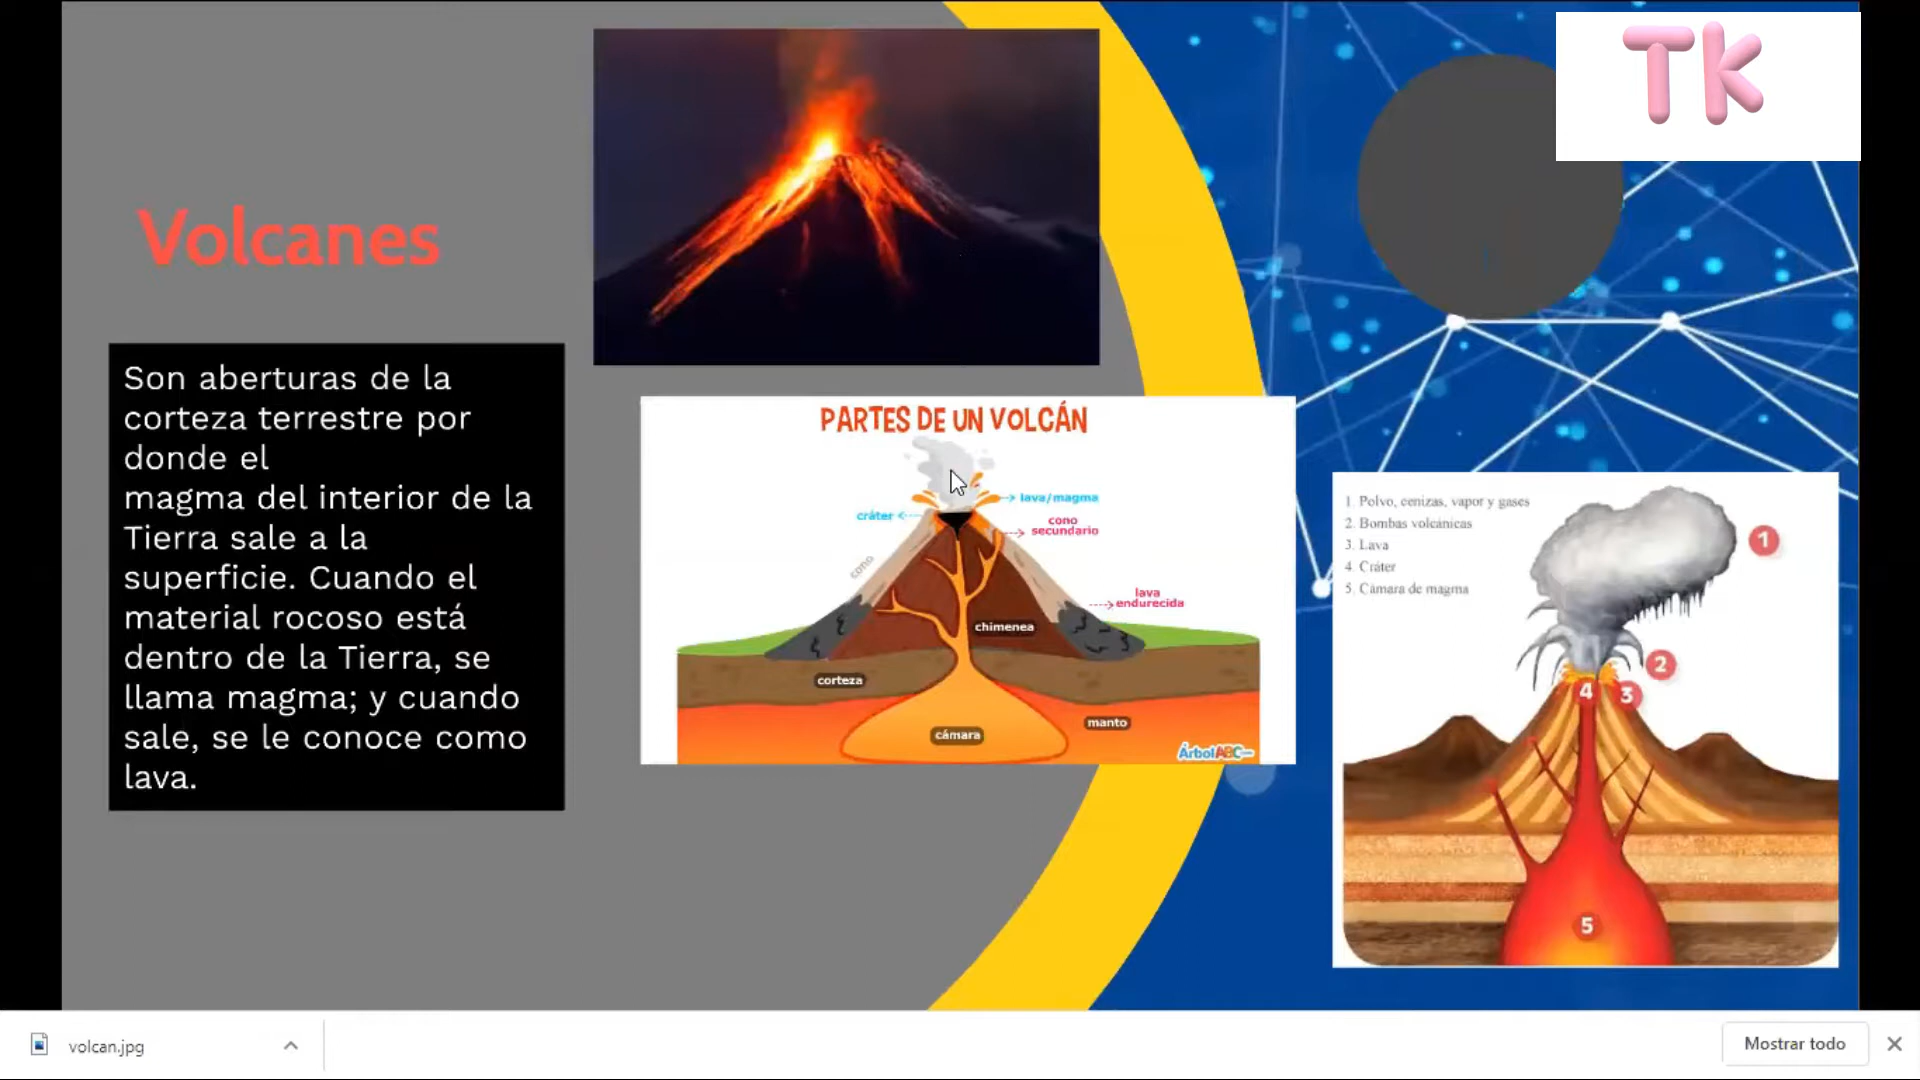 TK
Volcanes
Son aberturas de la
corteza terrestre por
donde el
magma del interior de la
Tierra sale a la
superficie. Cuando el
material rocoso está
dentro de la Tierra, se
llama magma; y cuando
sale, se le conoce como
lava.
PARTES DE UN VOLCÁN
lava/magma
cráter
cono
secundario
cono
lava
endurecida
chimenea
corteza
manto
cámara
ÁrbolABC
1. Polvo, cenizas, vapor y gases
2. Bombas volcánicas
3. Lava
4. Cráter
5. Cámara de magma
1
2
4
3
5
volcan.jpg
Mostrar todo